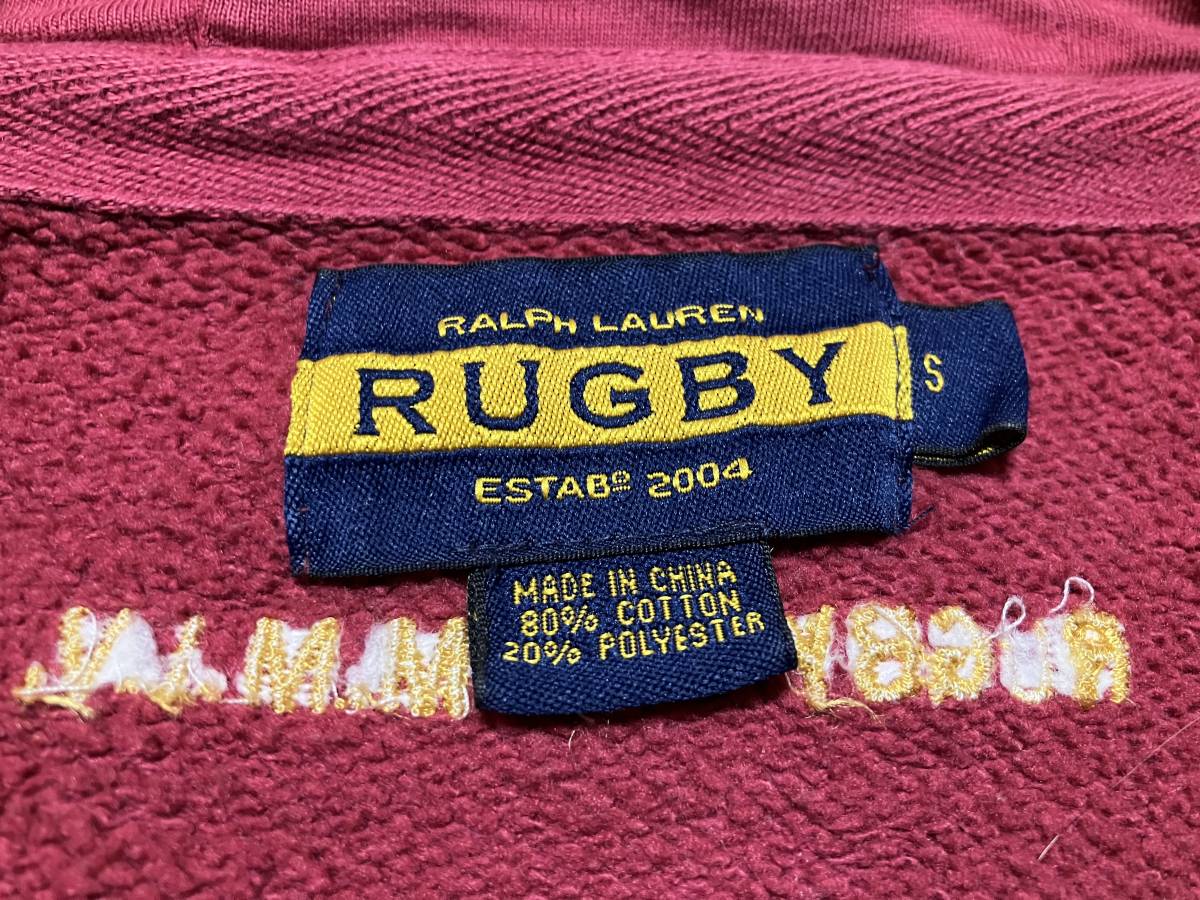 RALPH LAUREN
RUGBY
S
ESTABº 2004
MADE IN CHINA
80% COTTON
20% POLYESTER